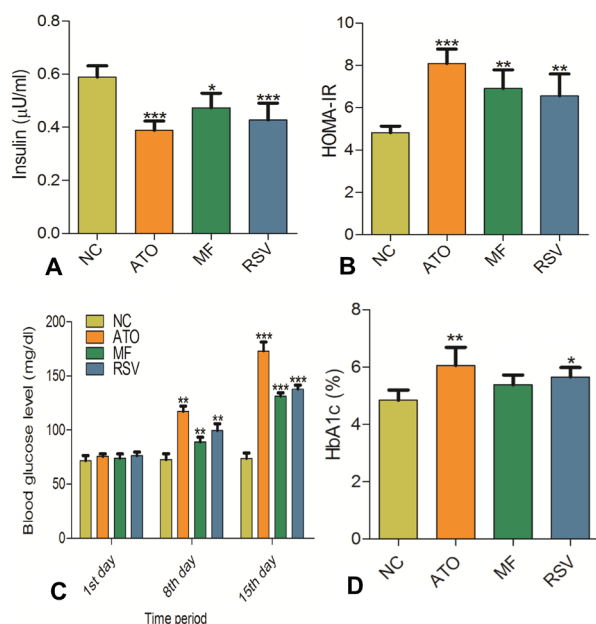 Insulin (µU/ml)
0.9
0.6
0.4
0.2
0.0
***
*
***
A
NC
ATO
MF
RSV
HOMA-IR
10
8
6
4
2
0
***
**
**
B
NC
ATO
MF
RSV
Blood glucose level (mg/dl)
200
150
100
50
0
NC
ATO
MF
RSV
**
**
**
***
***
***
C
1st day
8th day
15th day
Time period
HbA1c (%)
8
6
4
2
0
**
*
D
NC
ATO
MF
RSV